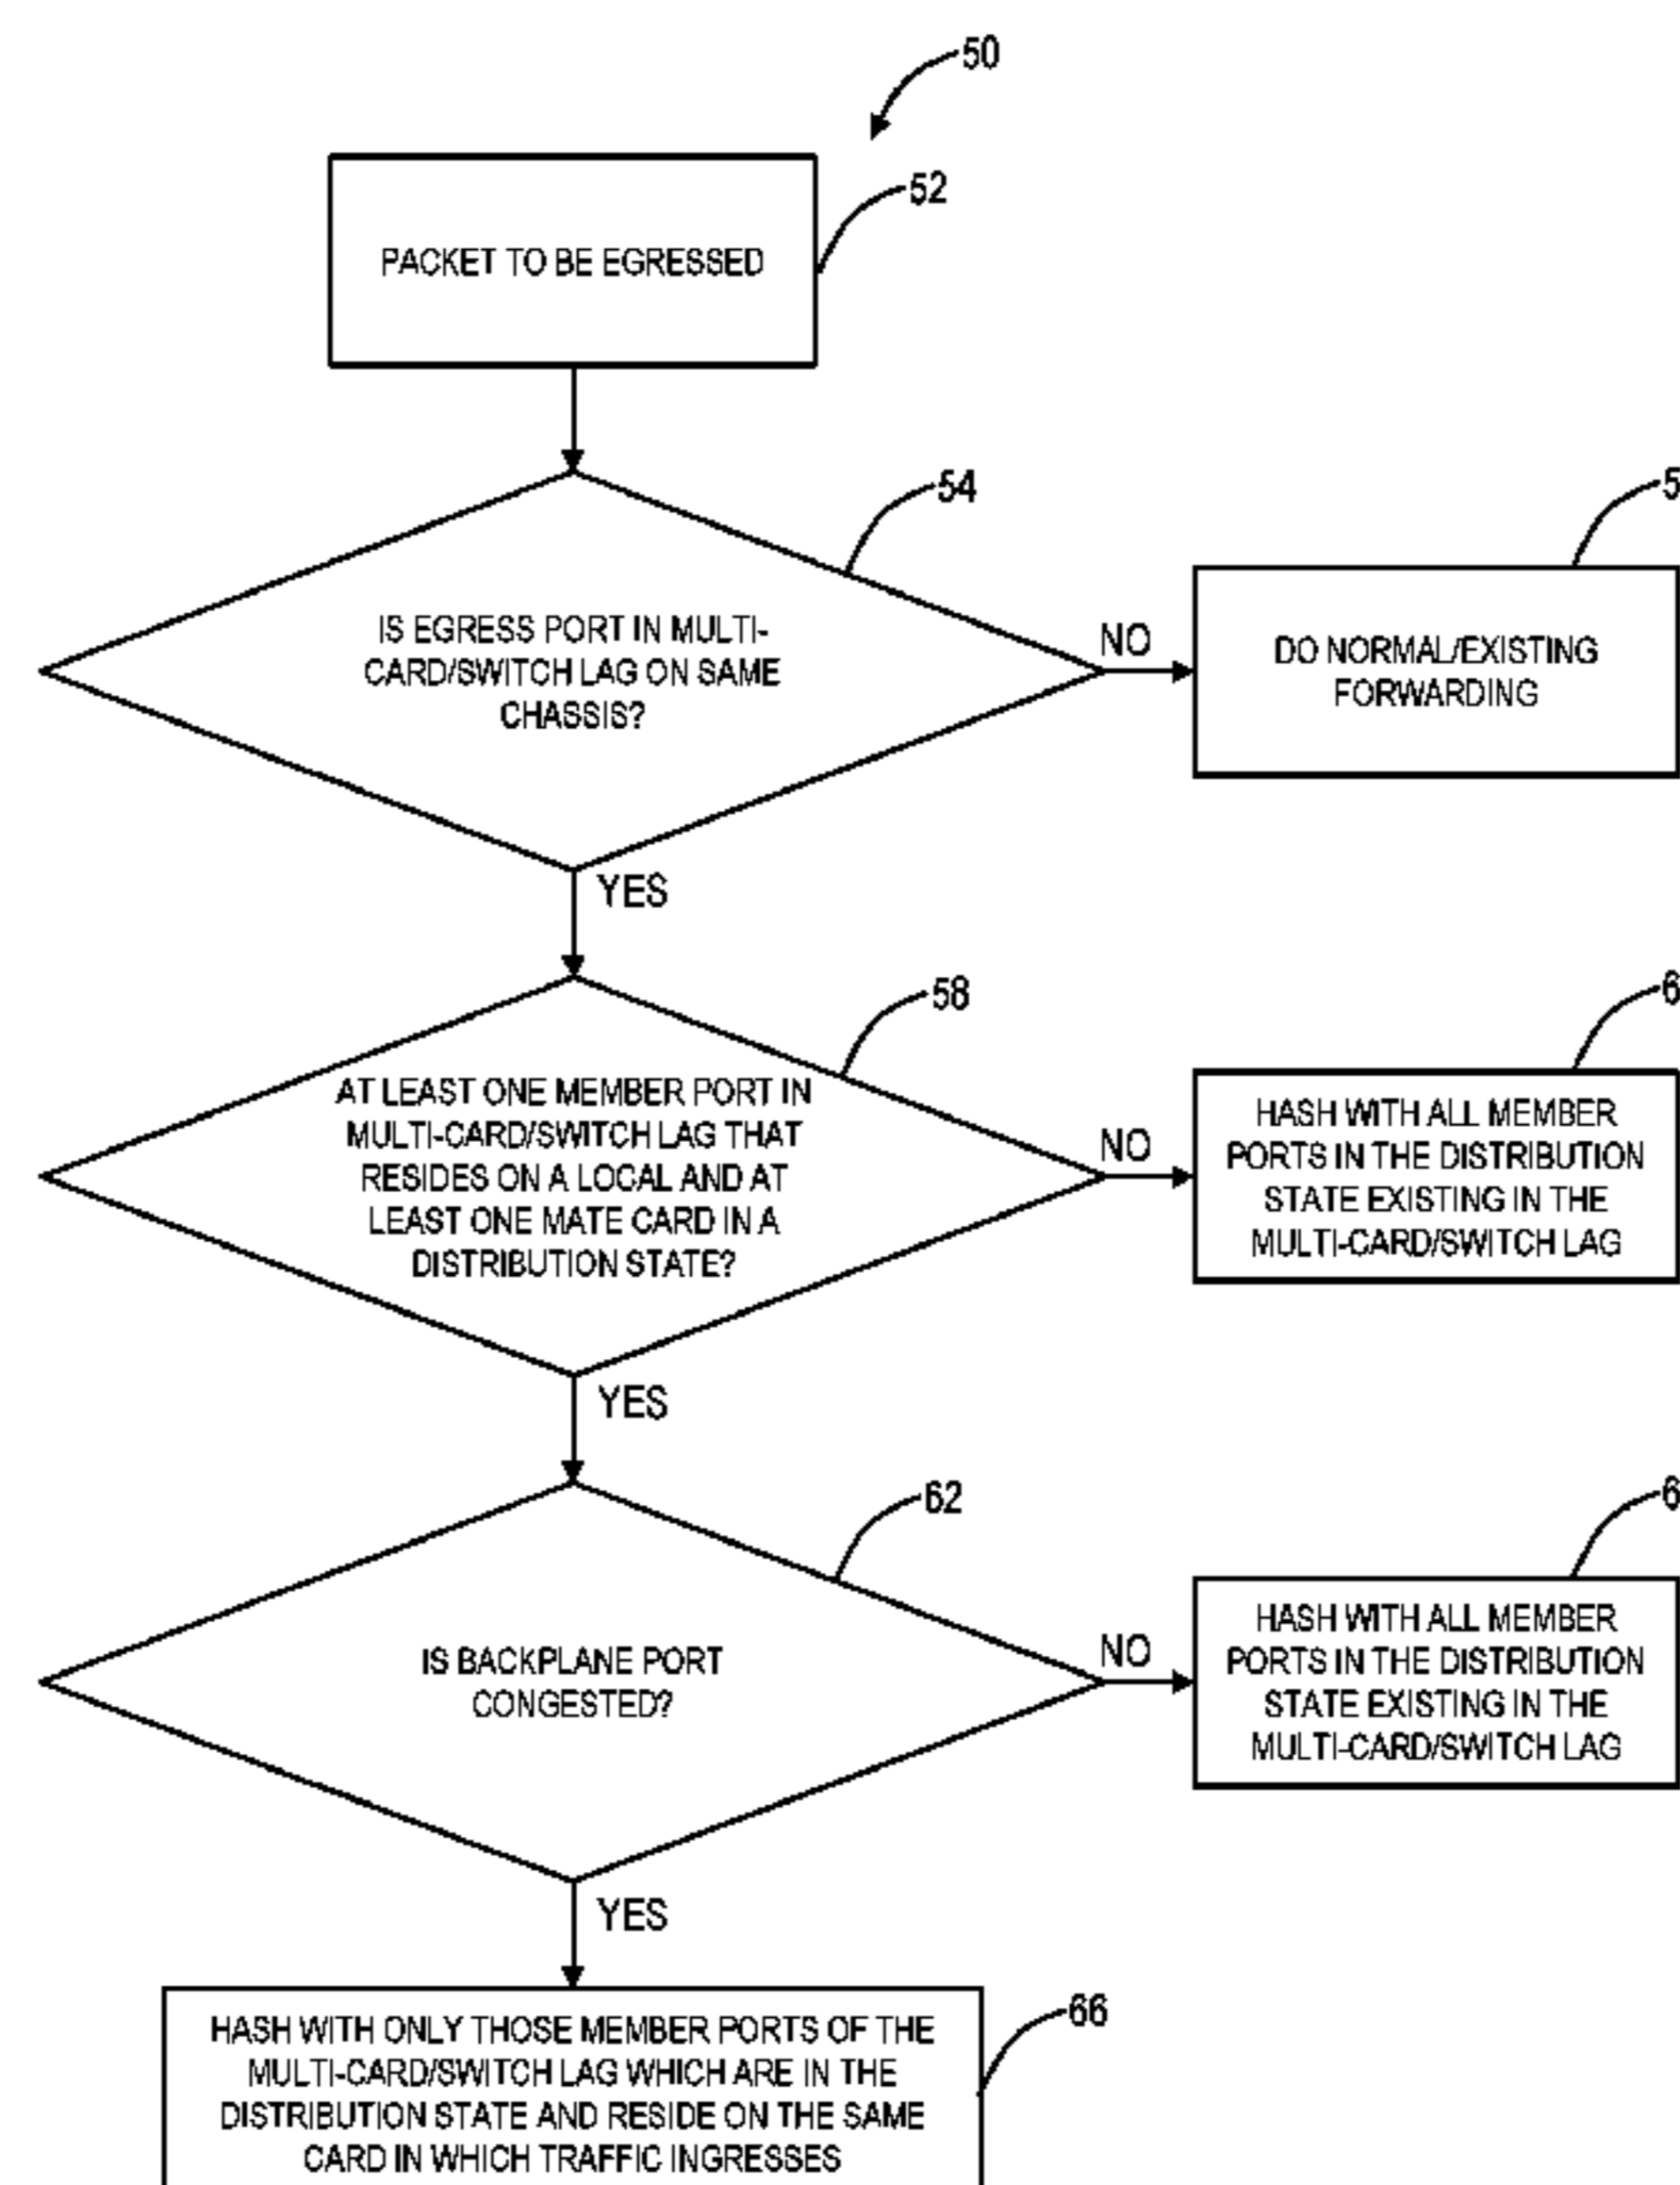 50
52
PACKET TO BE EGRESSED
54
IS EGRESS PORT IN MULTI-
CARD/SWITCH LAG ON SAME
CHASSIS?
NO
5
DO NORMAL/EXISTING
FORWARDING
YES
58
AT LEAST ONE MEMBER PORT IN
MULTI-CARD/SWITCH LAG THAT
RESIDES ON A LOCAL AND AT
LEAST ONE MATE CARD IN A
DISTRIBUTION STATE?
NO
6
HASH WITH ALL MEMBER
PORTS IN THE DISTRIBUTION
STATE EXISTING IN THE
MULTI-CARD/SWITCH LAG
YES
62
IS BACKPLANE PORT
CONGESTED?
NO
6
HASH WITH ALL MEMBER
PORTS IN THE DISTRIBUTION
STATE EXISTING IN THE
MULTI-CARD/SWITCH LAG
YES
66
HASH WITH ONLY THOSE MEMBER PORTS OF THE
MULTI-CARD/SWITCH LAG WHICH ARE IN THE
DISTRIBUTION STATE AND RESIDE ON THE SAME
CARD IN WHICH TRAFFIC INGRESSES